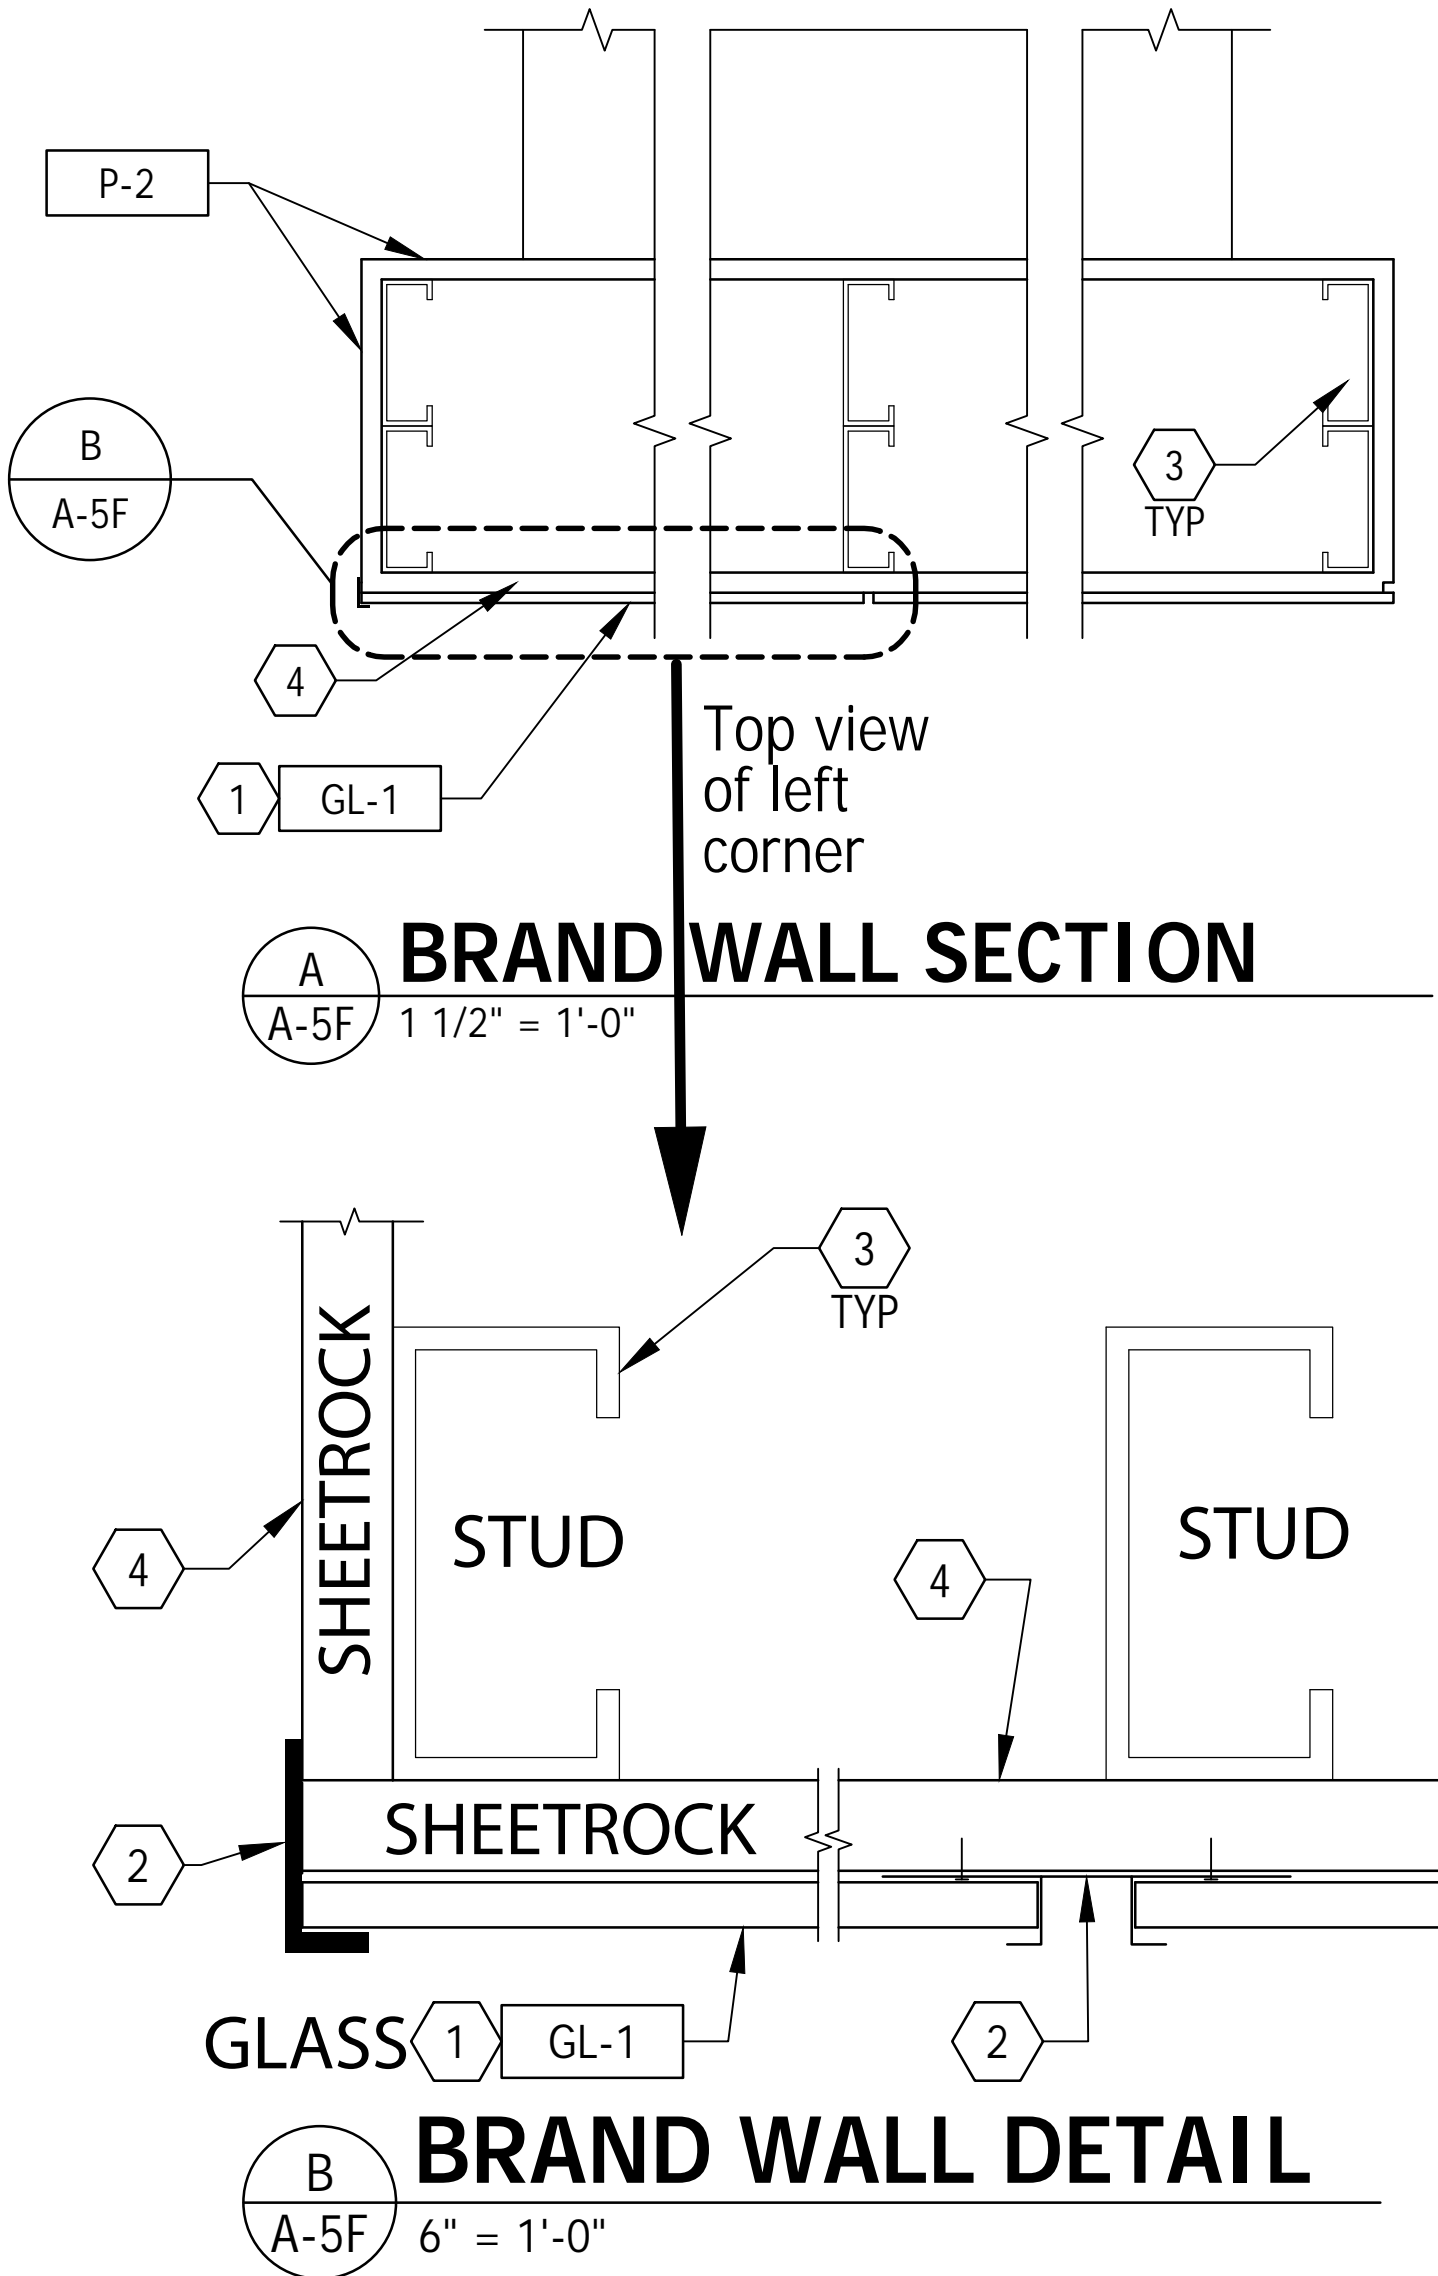 P-2
B
A-5F
3
TYP
4
1
GL-1
Top view
of left
corner
A
A-5F
BRAND WALL SECTION
1 1/2" = 1'-0"
3
TYP
SHEETROCK
STUD
STUD
4
4
SHEETROCK
2
GLASS
1
GL-1
2
B
A-5F
BRAND WALL DETAIL
6" = 1'-0"